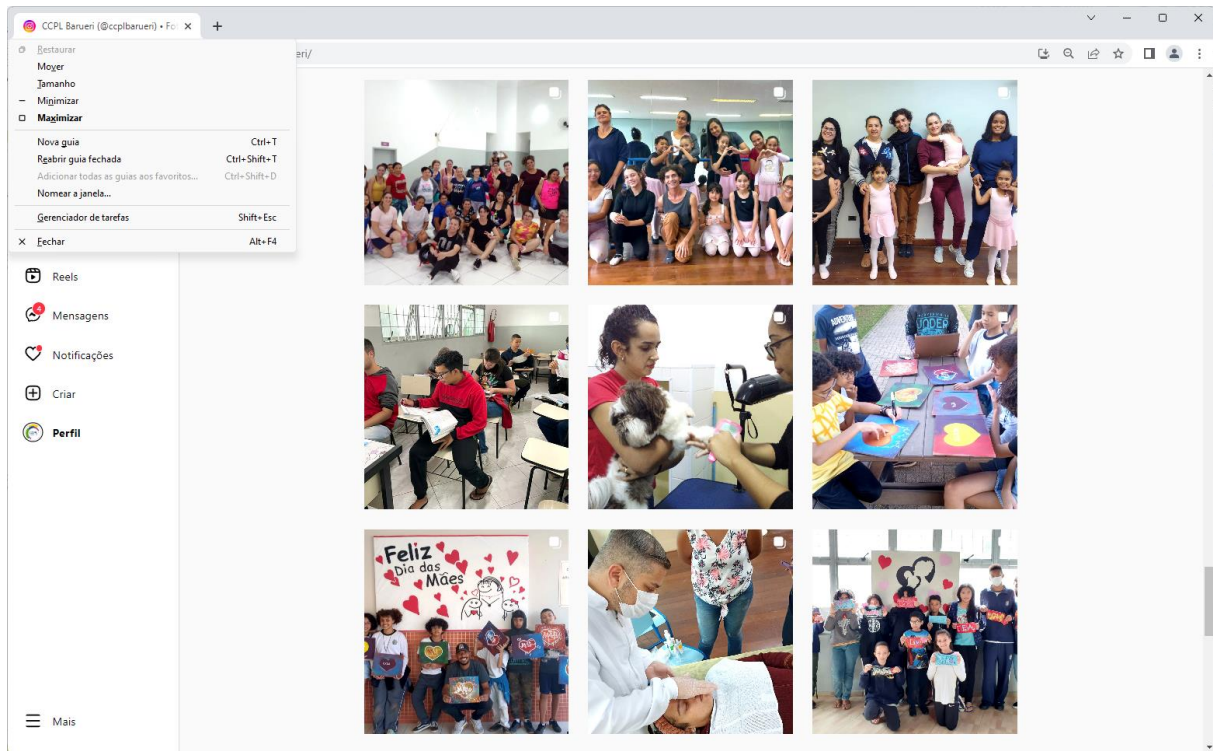 CCPL Barueri (@ccplbarueri) • Fo
eri/
Restaurar
Mover
Tamanho
Minimizar
Maximizar
Nova guia Ctrl+T
Reabrir guia fechada Ctrl+Shift+T
Adicionar todas as guias aos favoritos... Ctrl+Shift+D
Nomear a janela...
Gerenciador de tarefas Shift+Esc
Fechar Alt+F4
Reels
4
Mensagens
Notificações
Criar
Perfil
Mais
Feliz
Dia das
Mães